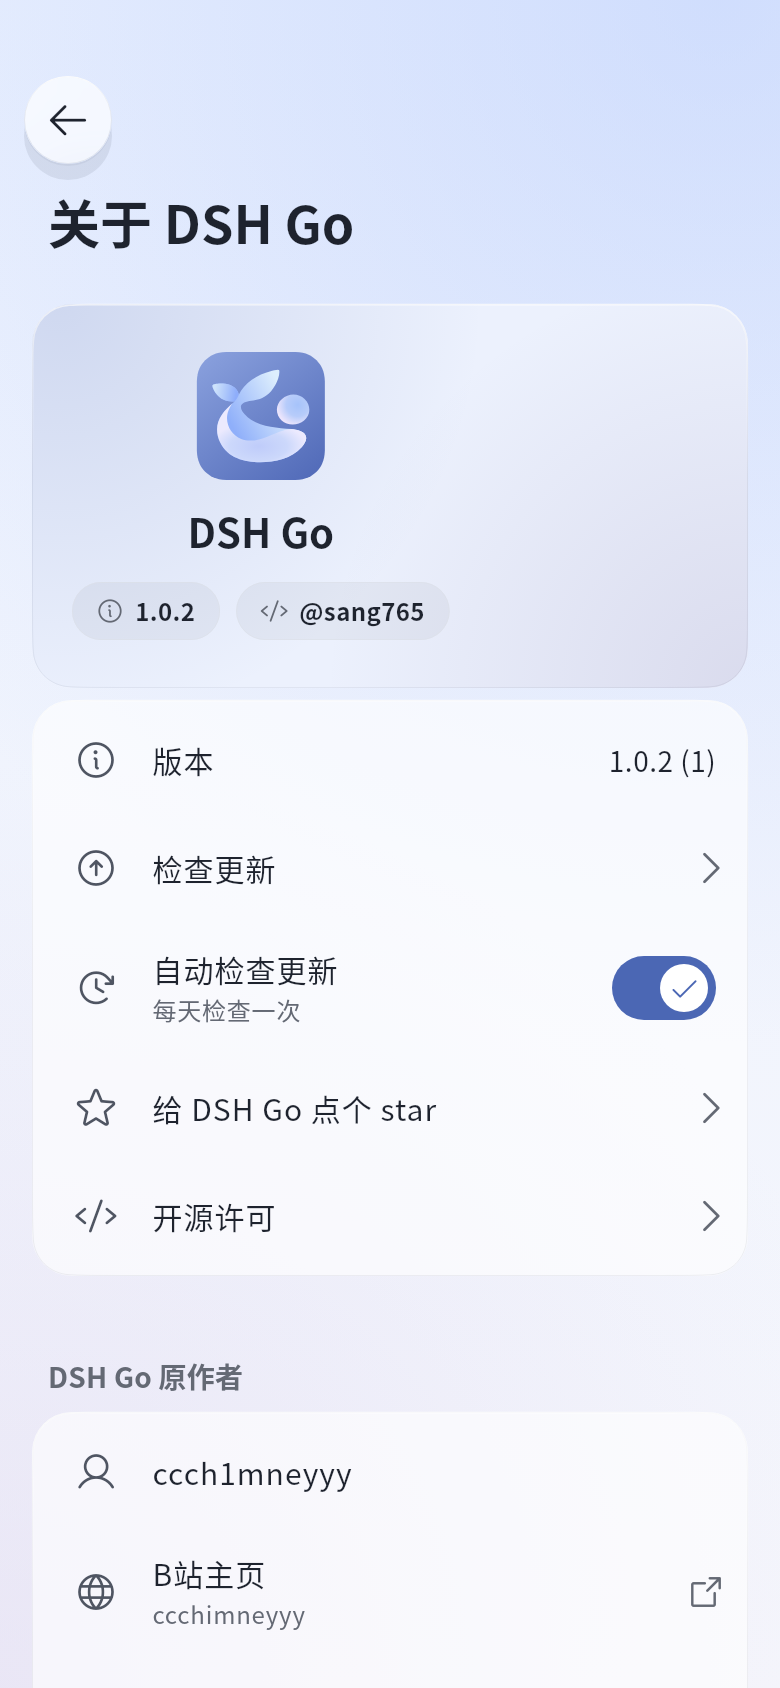 关于 DSH Go
DSH Go
1.0.2
@sang765
版本
1.0.2 (1)
检查更新
自动检查更新
每天检查一次
给 DSH Go 点个 star
开源许可
DSH Go 原作者
ccch1mneyyy
B站主页
ccchimneyyy